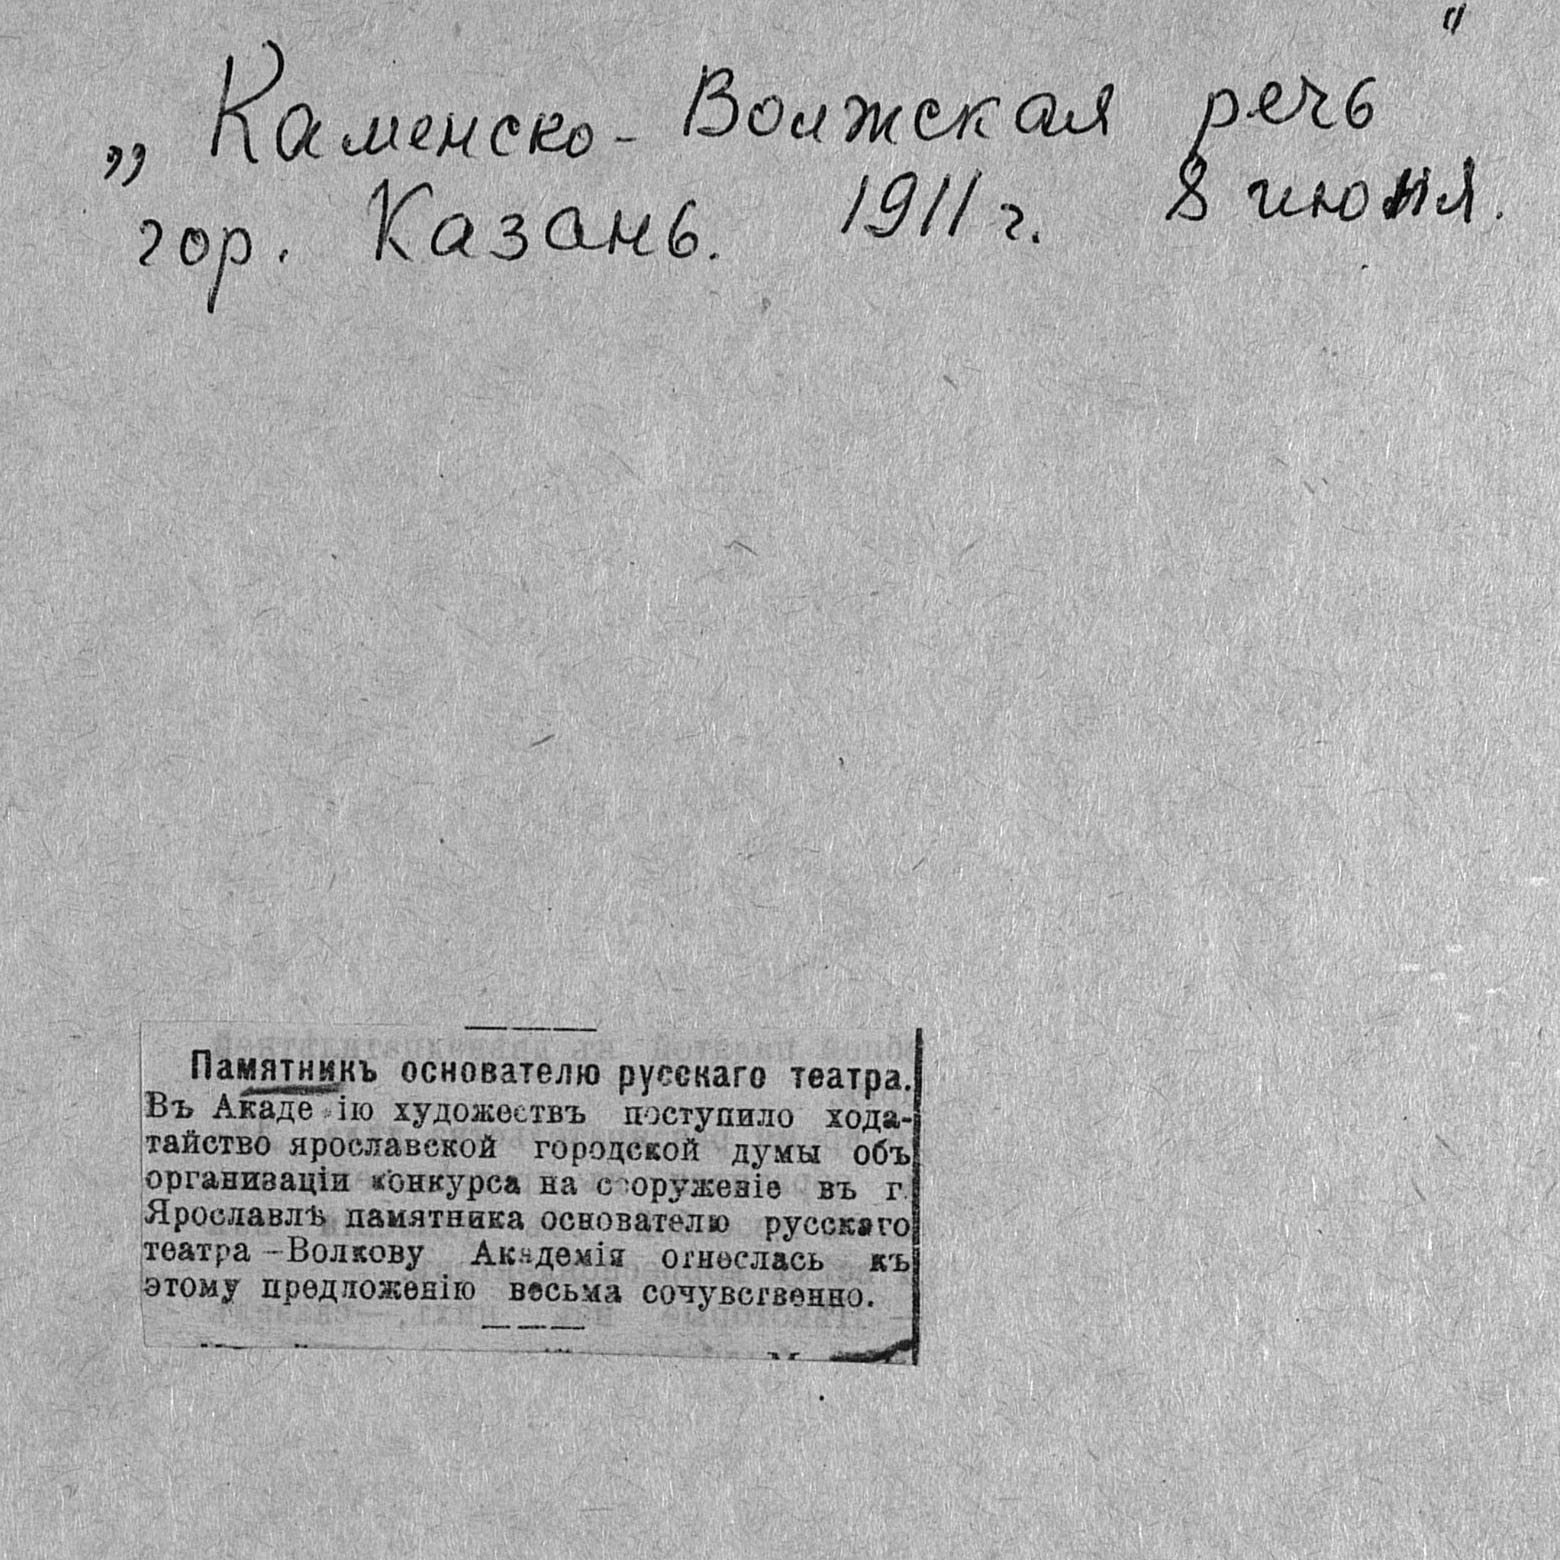 „Каменско-Волжская речь"
гор. Казань. 1911 г. 8 июня.
Памятникъ основателю русскаго театра.
Въ Акаде ію художествъ поступило хода-
тайство ярославской городской думы объ
организаціи конкурса на сооруженіе въ г.
Ярославлѣ памятника основателю русскаго
театра—Волкову Академія отнеслась къ
этому предложенію весьма сочувственно.